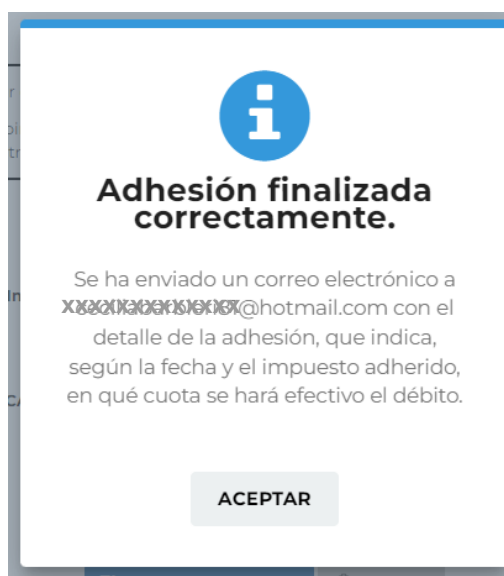 Adhesión finalizada
correctamente.
Se ha enviado un correo electrónico a
@hotmail.com con el
detalle de la adhesión, que indica,
según la fecha y el impuesto adherido,
en qué cuota se hará efectivo el débito.
ACEPTAR